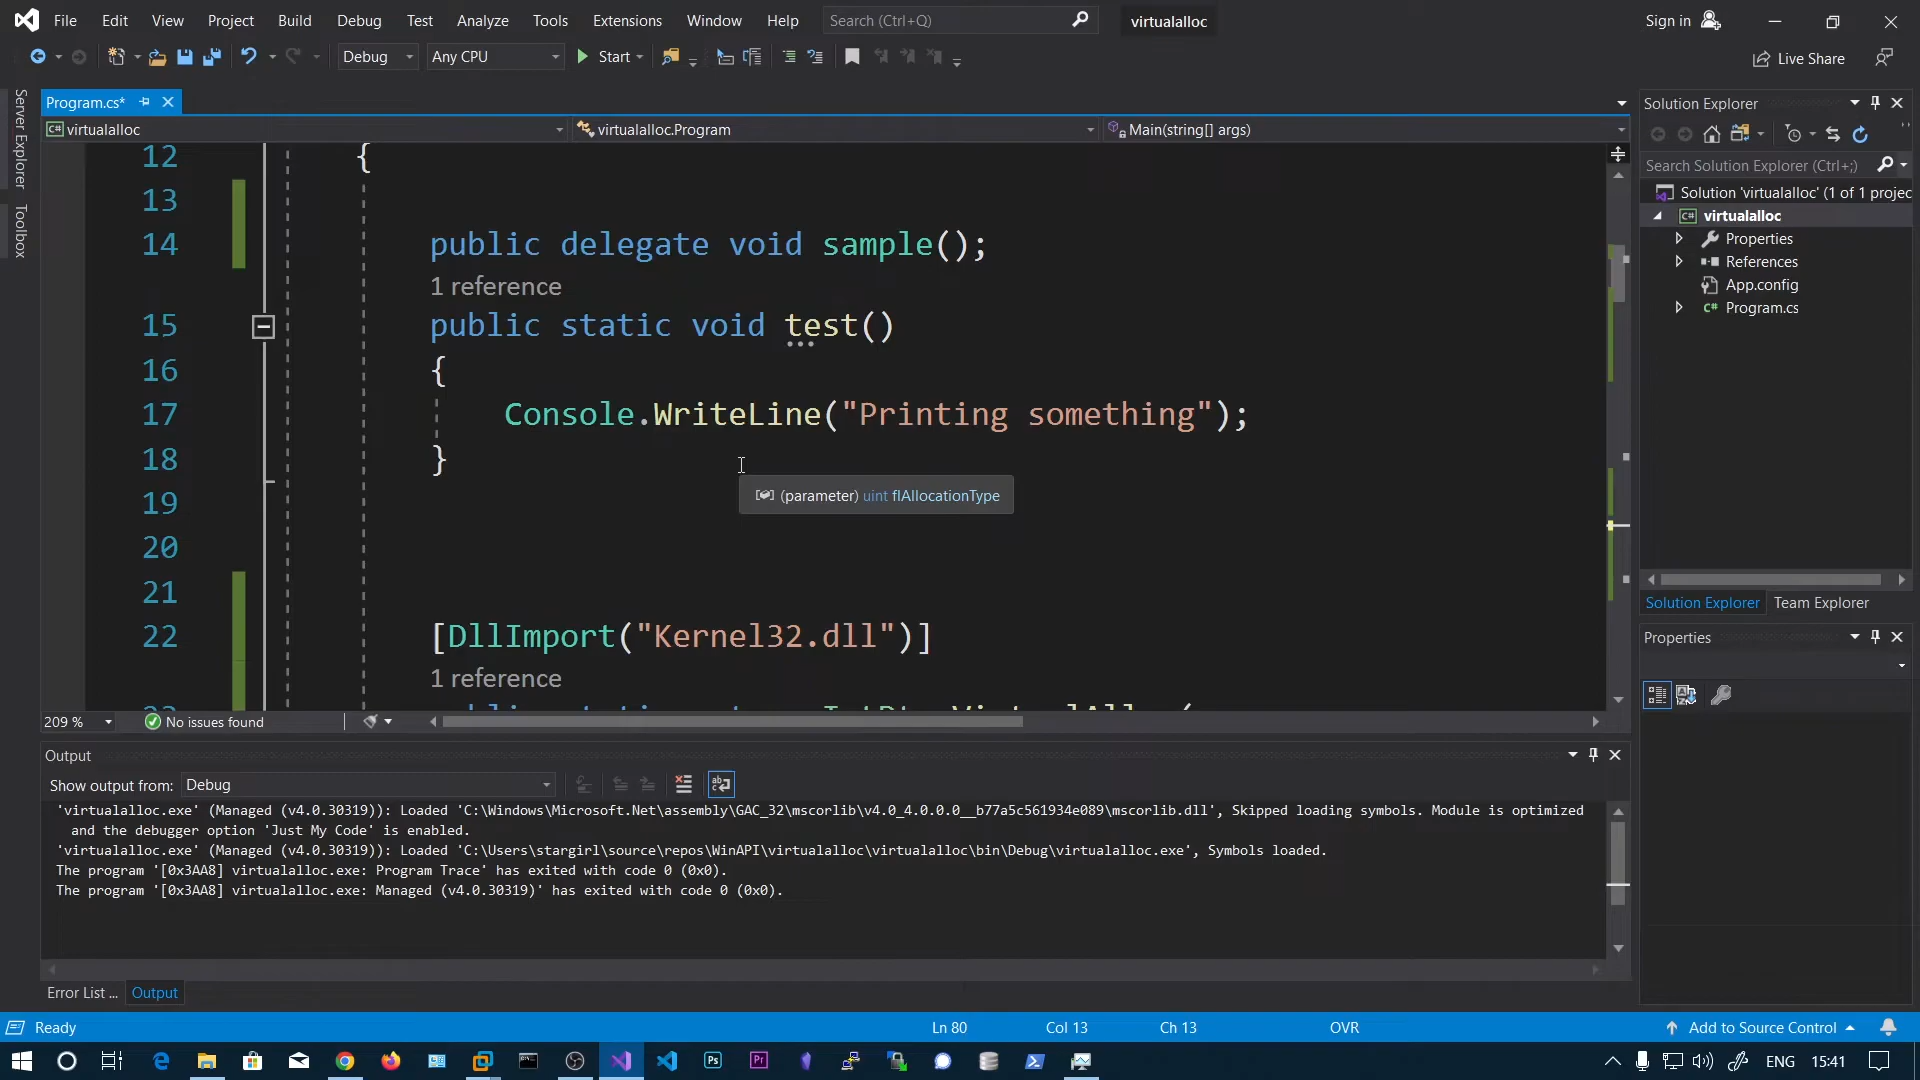 File Edit View Project Build Debug Test Analyze Tools Extensions Window Help Search (Ctrl+Q) virtualalloc Sign in
Debug Any CPU Start Live Share
Server Explorer
Toolbox
Program.cs*
virtualalloc virtualalloc.Program Main(string[] args)
12 {
13
14 public delegate void sample();
1 reference
15 public static void test()
16 {
17 Console.WriteLine("Printing something");
18 }
19
(parameter) uint flAllocationType
20
21
22 [DllImport("Kernel32.dll")]
1 reference
209 % No issues found
Output
Show output from: Debug
'virtualalloc.exe' (Managed (v4.0.30319)): Loaded 'C:\Windows\Microsoft.Net\assembly\GAC_32\mscorlib\v4.0_4.0.0.0__b77a5c561934e089\mscorlib.dll', Skipped loading symbols. Module is optimized
and the debugger option 'Just My Code' is enabled.
'virtualalloc.exe' (Managed (v4.0.30319)): Loaded 'C:\Users\stargirl\source\repos\WinAPI\virtualalloc\virtualalloc\bin\Debug\virtualalloc.exe', Symbols loaded.
The program '[0x3AA8] virtualalloc.exe: Program Trace' has exited with code 0 (0x0).
The program '[0x3AA8] virtualalloc.exe: Managed (v4.0.30319)' has exited with code 0 (0x0).
Error List ... Output
Solution Explorer
Search Solution Explorer (Ctrl+;)
Solution 'virtualalloc' (1 of 1 projec
virtualalloc
Properties
References
App.config
Program.cs
Solution Explorer Team Explorer
Properties
Ready Ln 80 Col 13 Ch 13 OVR Add to Source Control
ENG 15:41